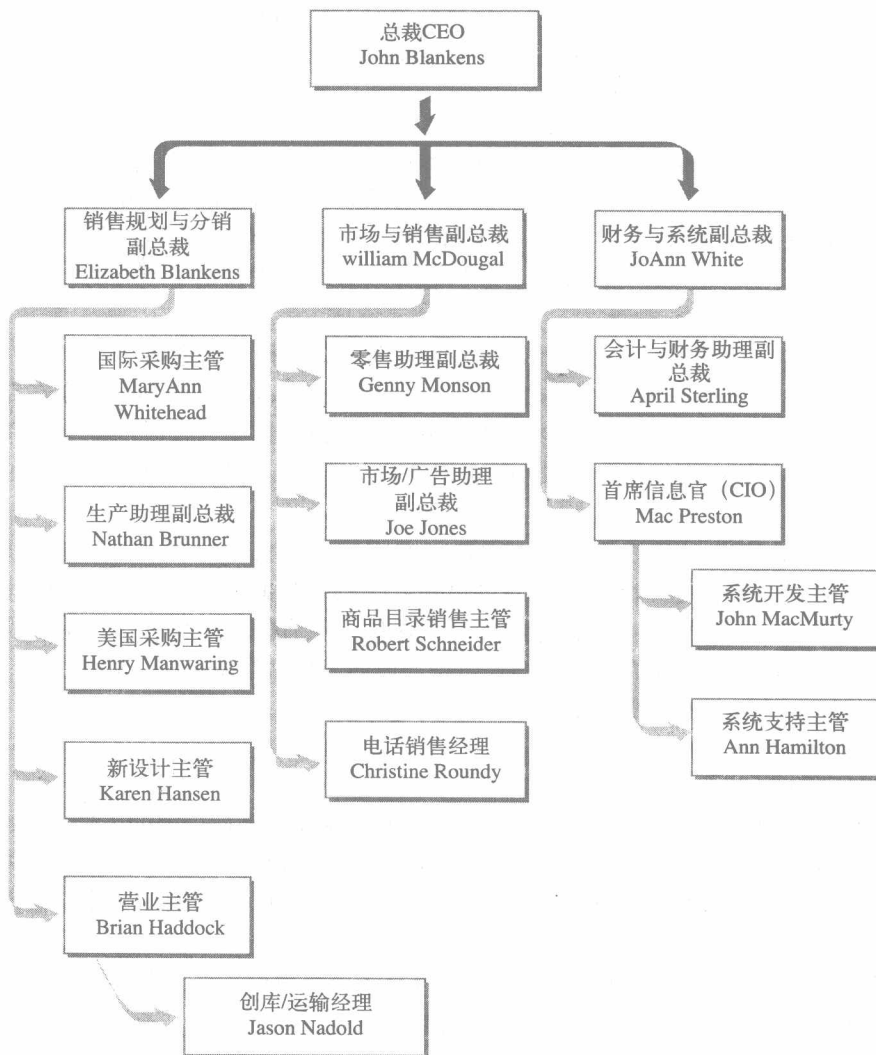 总裁CEO
John Blankens
销售规划与分销
副总裁
Elizabeth Blankens
市场与销售副总裁
william McDougal
财务与系统副总裁
JoAnn White
国际采购主管
MaryAnn
Whitehead
零售助理副总裁
Genny Monson
会计与财务助理副
总裁
April Sterling
生产助理副总裁
Nathan Brunner
市场/广告助理
副总裁
Joe Jones
首席信息官（CIO）
Mac Preston
美国采购主管
Henry Manwaring
商品目录销售主管
Robert Schneider
系统开发主管
John MacMurty
新设计主管
Karen Hansen
电话销售经理
Christine Roundy
系统支持主管
Ann Hamilton
营业主管
Brian Haddock
创库/运输经理
Jason Nadold